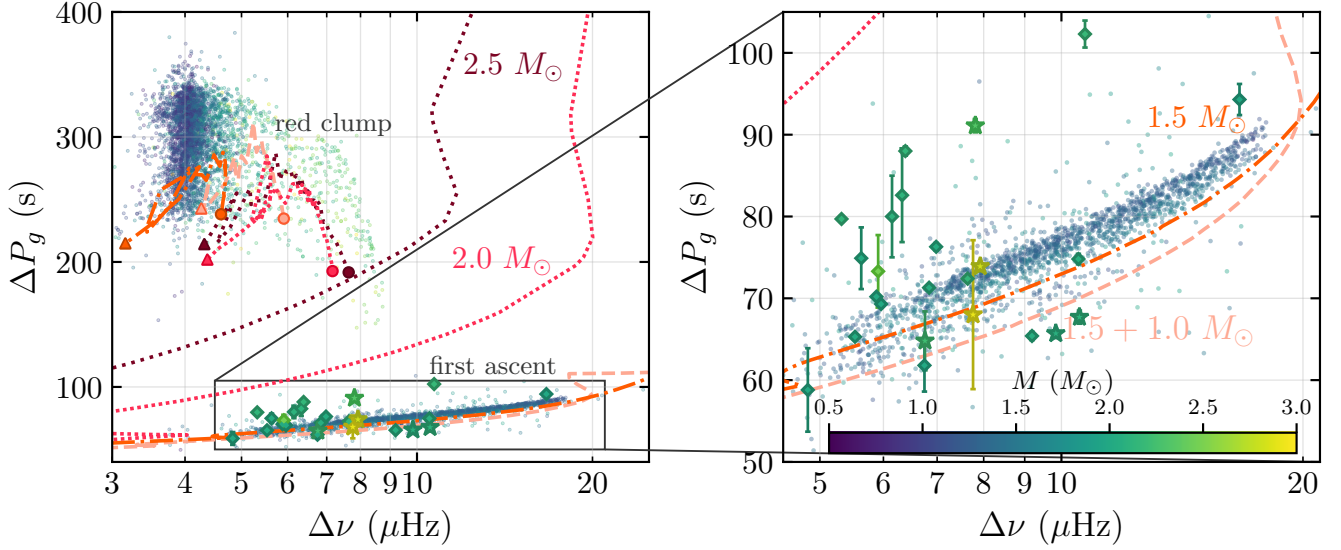 400
300
200
100
ΔP_g (s)
2.5 M_⊙
red clump
2.0 M_⊙
first ascent
3 4 5 6 7 8 9 10 20
Δν (μHz)
100
90
80
70
60
50
ΔP_g (s)
1.5 M_⊙
1.5 + 1.0 M_⊙
M (M_⊙)
0.5 1.0 1.5 2.0 2.5 3.0
5 6 7 8 9 10 20
Δν (μHz)